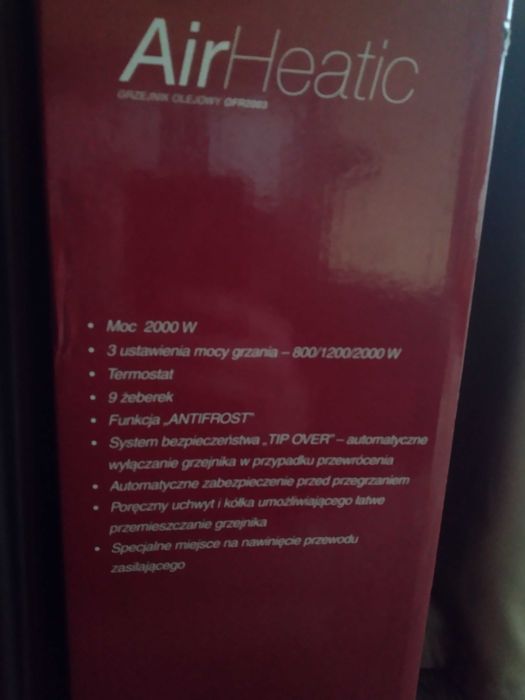 AirHeatic
GRZEJNIK OLEJOWY OFR2003
• Moc 2000 W
• 3 ustawienia mocy grzania – 800/1200/2000 W
• Termostat
• 9 żeberek
• Funkcja „ANTIFROST”
• System bezpieczeństwa „TIP OVER” – automatyczne
wyłączanie grzejnika w przypadku przewrócenia
• Automatyczne zabezpieczenie przed przegrzaniem
• Poręczny uchwyt i kółka umożliwiającego łatwe
przemieszczanie grzejnika
• Specjalne miejsce na nawinięcie przewodu
zasilającego